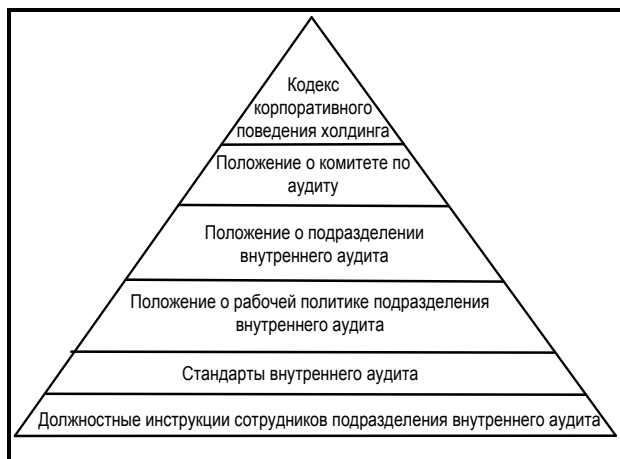 Кодекс
корпоративного
поведения холдинга
Положение о комитете по
аудиту
Положение о подразделении
внутреннего аудита
Положение о рабочей политике подразделения
внутреннего аудита
Стандарты внутреннего аудита
Должностные инструкции сотрудников подразделения внутреннего аудита